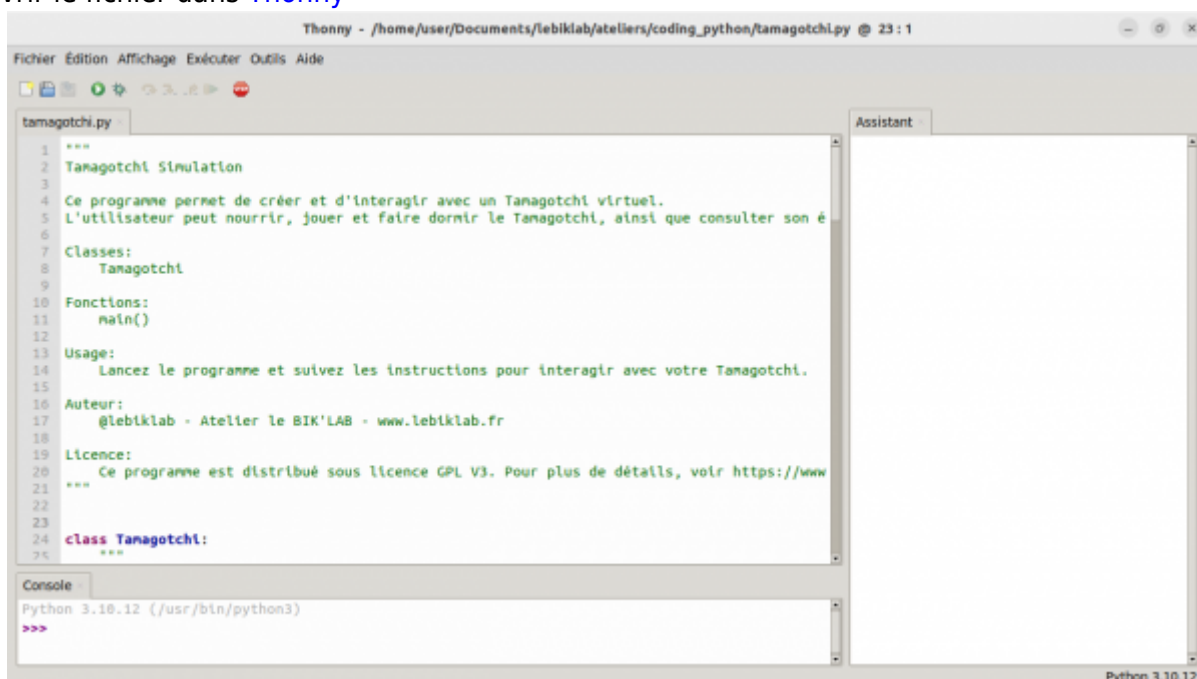 le fichier dans Thonny
Thonny - /home/user/Documents/lebiklab/ateliers/coding_python/tamagotchi.py @ 23 : 1
Fichier Édition Affichage Exécuter Outils Aide
tamagotchi.py
Assistant
1 """
2 Tamagotchi Simulation
3
4 Ce programme permet de créer et d'interagir avec un Tamagotchi virtuel.
5 L'utilisateur peut nourrir, jouer et faire dormir le Tamagotchi, ainsi que consulter son é
6
7 Classes:
8 Tamagotchi
9
10 Fonctions:
11 main()
12
13 Usage:
14 Lancez le programme et suivez les instructions pour interagir avec votre Tamagotchi.
15
16 Auteur:
17 @lebiklab - Atelier le BIK'LAB - www.lebiklab.fr
18
19 Licence:
20 Ce programme est distribué sous licence GPL V3. Pour plus de détails, voir https://www
21 """
22
23
24 class Tamagotchi:
25 """
Console
Python 3.10.12 (/usr/bin/python3)
>>>
Python 3.10.12